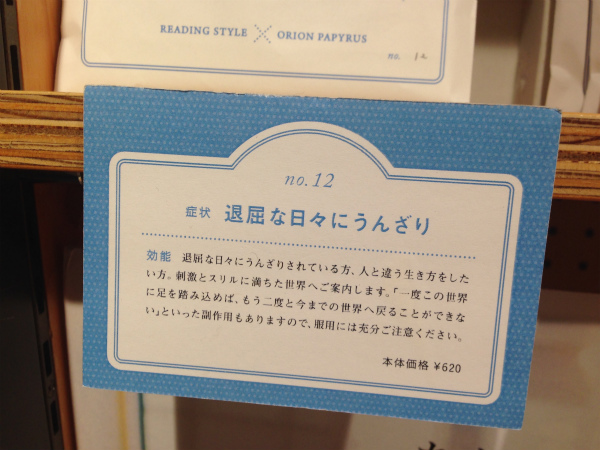 READING STYLE × ORION PAPYRUS
no. 12
no.12
症状 退屈な日々にうんざり
効能 退屈な日々にうんざりされている方、人と違う生き方をした
い方。刺激とスリルに満ちた世界へご案内します。「一度この世界
に足を踏み込めば、もう二度と今までの世界へ戻ることができな
い」といった副作用もありますので、服用には充分ご注意ください。
本体価格 ¥620